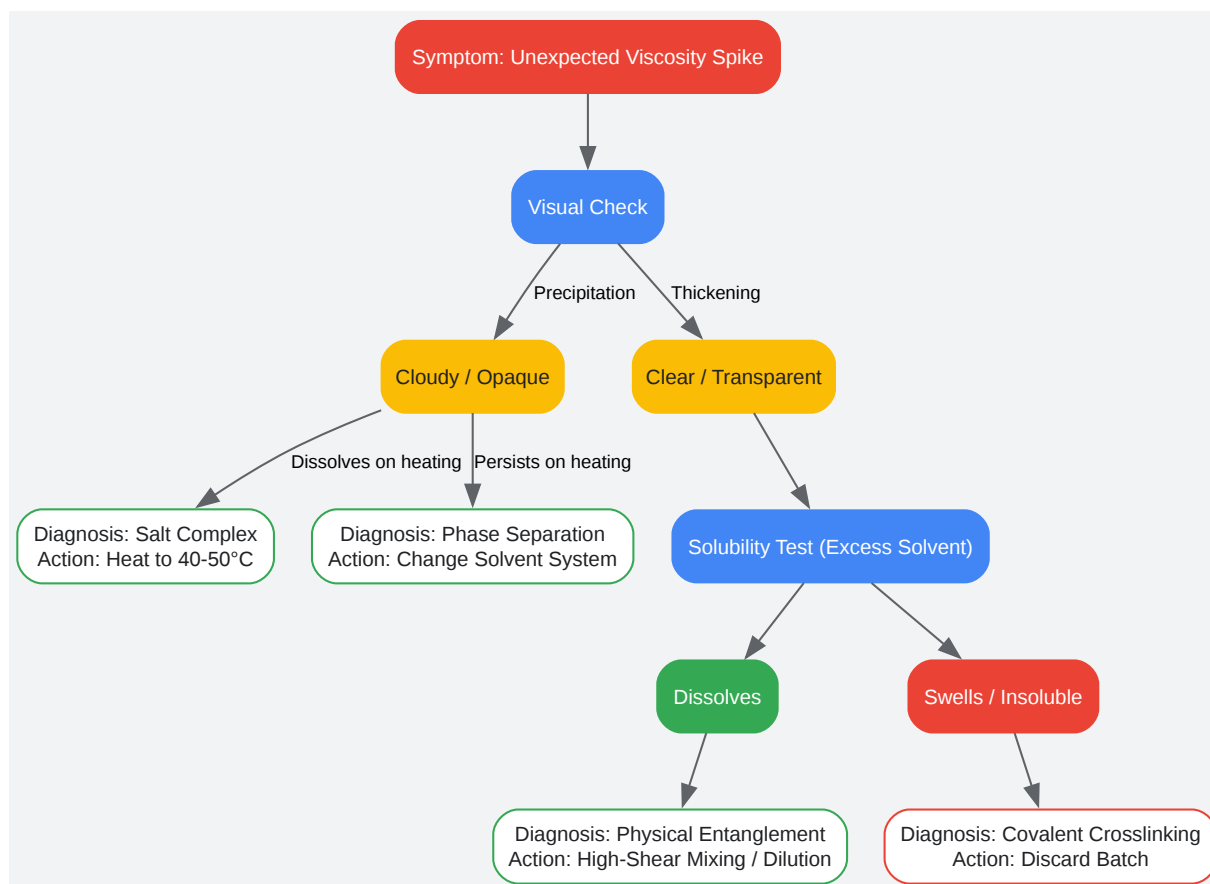 Symptom: Unexpected Viscosity Spike
Visual Check
Precipitation
Thickening
Cloudy / Opaque
Clear / Transparent
Dissolves on heating
Persists on heating
Diagnosis: Salt Complex
Action: Heat to 40-50°C
Diagnosis: Phase Separation
Action: Change Solvent System
Solubility Test (Excess Solvent)
Dissolves
Swells / Insoluble
Diagnosis: Physical Entanglement
Action: High-Shear Mixing / Dilution
Diagnosis: Covalent Crosslinking
Action: Discard Batch